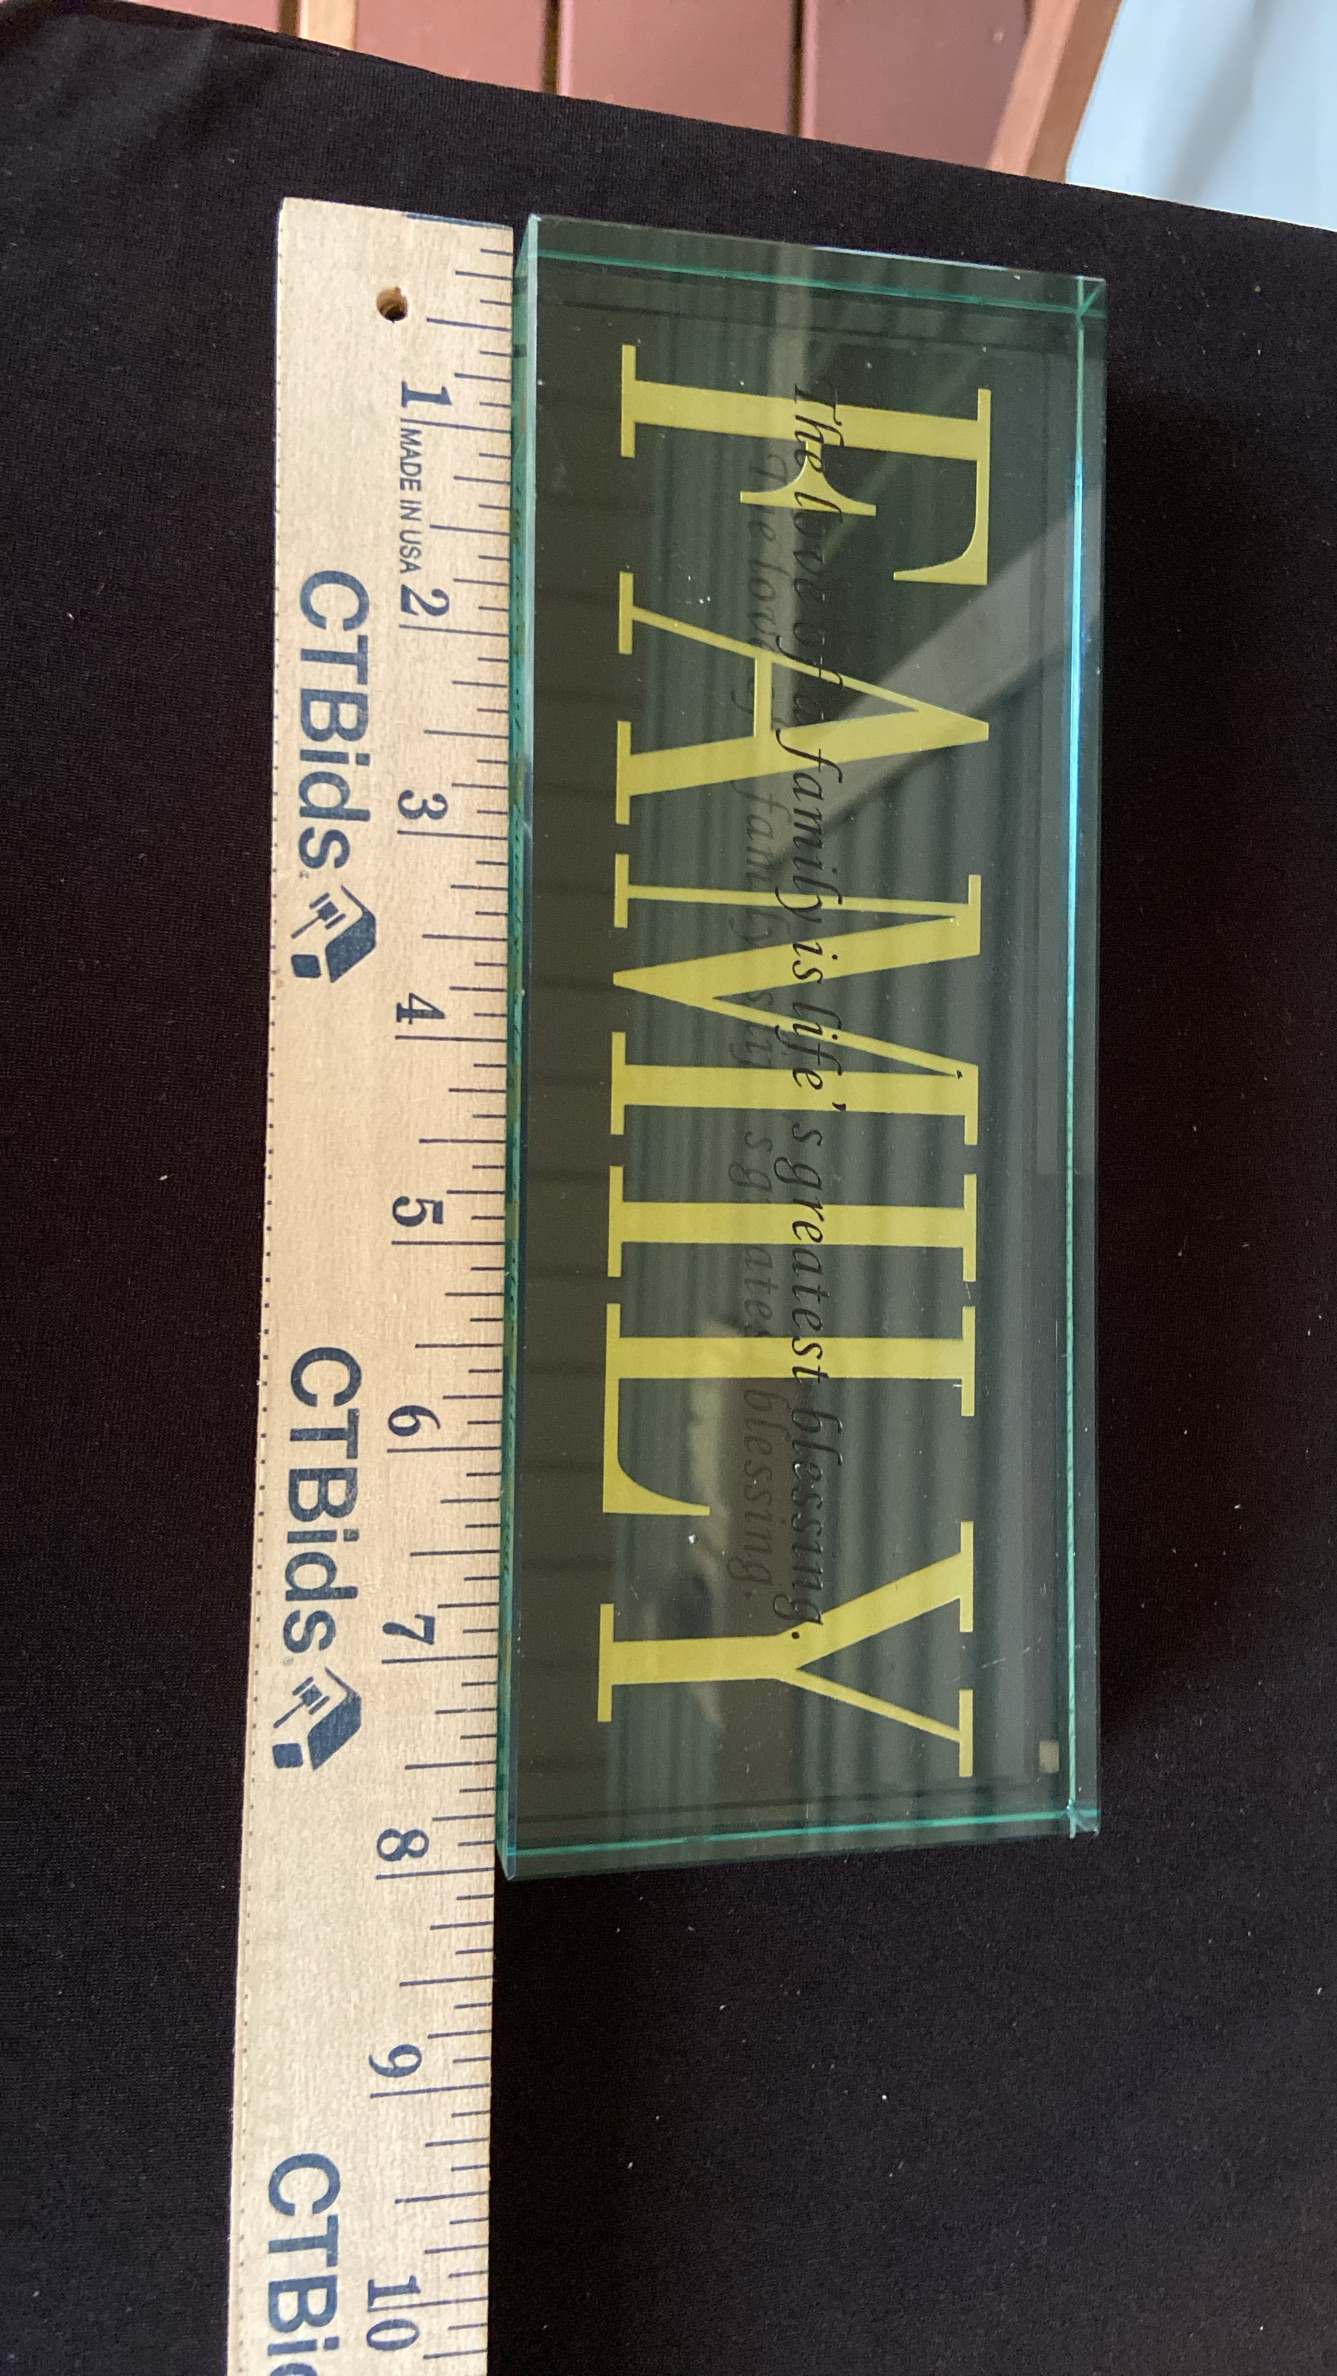 FAMILY
The love of a family is life's greatest blessing.
1 2 3 4 5 6 7 8 9 10
MADE IN USA
CTBids CTBids CTBi